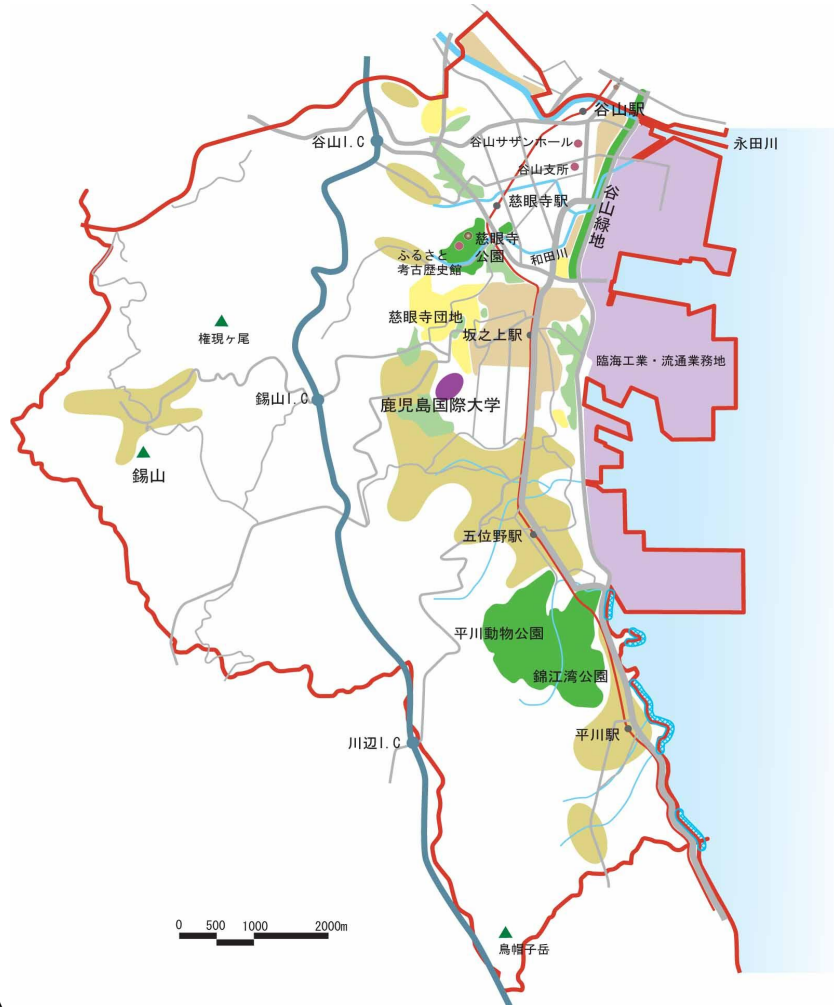 谷山駅
永田川
谷山I.C
谷山サザンホール
谷山支所
慈眼寺駅
谷山緑地
慈眼寺
公園
和田川
ふるさと
考古歴史館
慈眼寺団地
坂之上駅
権現ヶ尾
臨海工業・流通業務地
錫山I.C
鹿児島国際大学
錫山
五位野駅
平川動物公園
錦江湾公園
平川駅
川辺I.C
0 500 1000 2000m
烏帽子岳